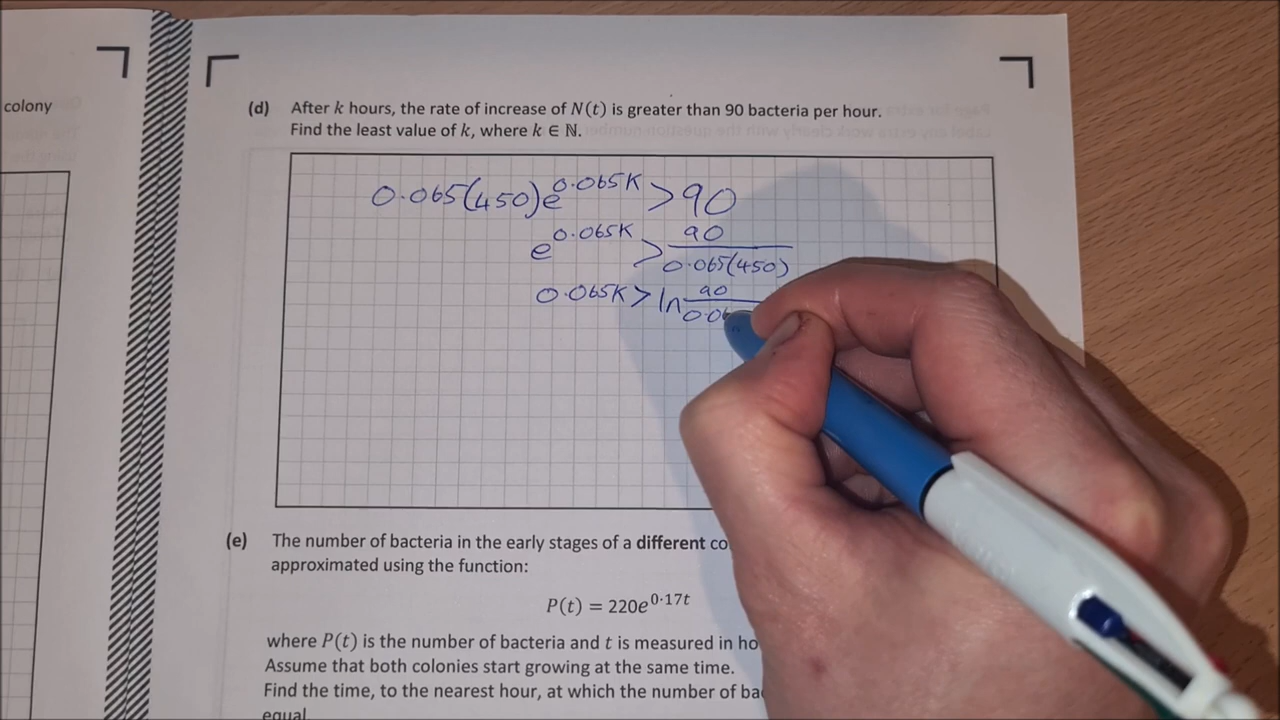 colony
(d) After k hours, the rate of increase of N(t) is greater than 90 bacteria per hour.
Find the least value of k, where k ∈ ℕ.
0.065(450)e^0.065K > 90
e^0.065K > 90/0.065(450)
0.065K > ln 90/0.0
(e) The number of bacteria in the early stages of a different co
approximated using the function:
P(t) = 220e^0·17t
where P(t) is the number of bacteria and t is measured in ho
Assume that both colonies start growing at the same time.
Find the time, to the nearest hour, at which the number of ba
equal